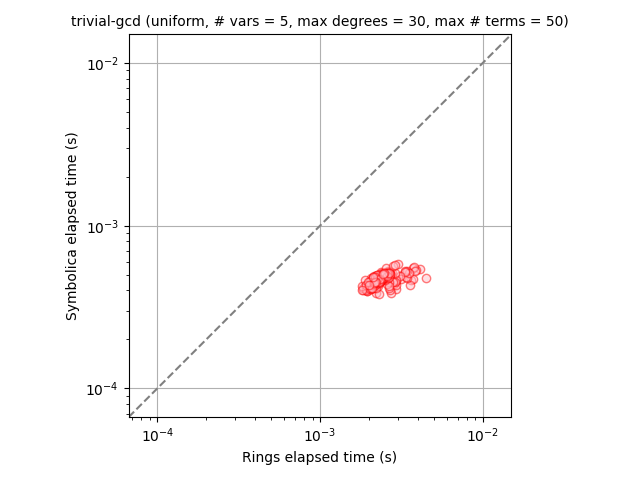 trivial-gcd (uniform, # vars = 5, max degrees = 30, max # terms = 50)
10⁻²
10⁻³
10⁻⁴
Symbolica elapsed time (s)
10⁻⁴ 10⁻³ 10⁻²
Rings elapsed time (s)